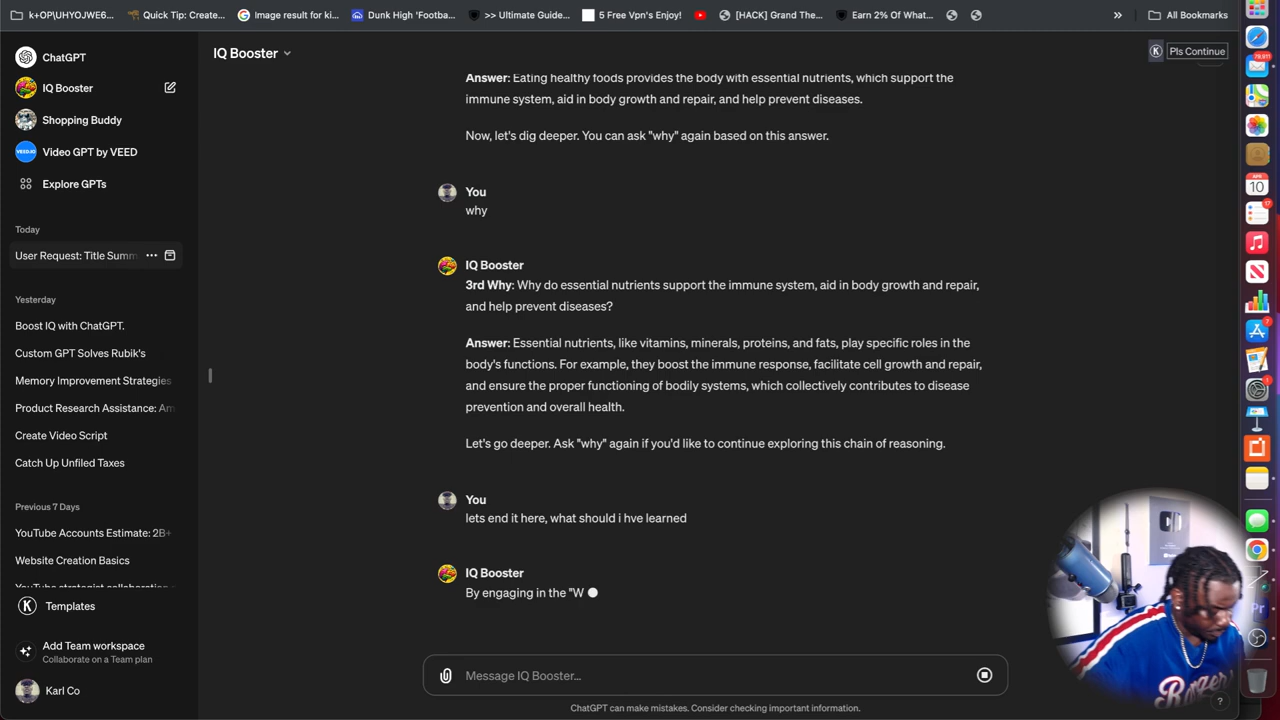 k+OP\UHYOJWE6...
Quick Tip: Create...
Image result for ki...
Dunk High 'Footba...
>> Ultimate Guide...
5 Free Vpn's Enjoy!
[HACK] Grand The...
Earn 2% Of What...
»
All Bookmarks
ChatGPT
IQ Booster
Shopping Buddy
VEED.IO
Video GPT by VEED
Explore GPTs
Today
User Request: Title Summ
Yesterday
Boost IQ with ChatGPT.
Custom GPT Solves Rubik's
Memory Improvement Strategies
Product Research Assistance: Am
Create Video Script
Catch Up Unfiled Taxes
Previous 7 Days
YouTube Accounts Estimate: 2B+
Website Creation Basics
YouTube strategist collaboration
Templates
Add Team workspace
Collaborate on a Team plan
Karl Co
IQ Booster
K
Pls Continue
Answer: Eating healthy foods provides the body with essential nutrients, which support the
immune system, aid in body growth and repair, and help prevent diseases.
Now, let's dig deeper. You can ask "why" again based on this answer.
You
why
IQ Booster
3rd Why: Why do essential nutrients support the immune system, aid in body growth and repair,
and help prevent diseases?
Answer: Essential nutrients, like vitamins, minerals, proteins, and fats, play specific roles in the
body's functions. For example, they boost the immune response, facilitate cell growth and repair,
and ensure the proper functioning of bodily systems, which collectively contributes to disease
prevention and overall health.
Let's go deeper. Ask "why" again if you'd like to continue exploring this chain of reasoning.
You
lets end it here, what should i hve learned
IQ Booster
By engaging in the "W
Message IQ Booster...
ChatGPT can make mistakes. Consider checking important information.
?
APR
10
17
7
1
Pr